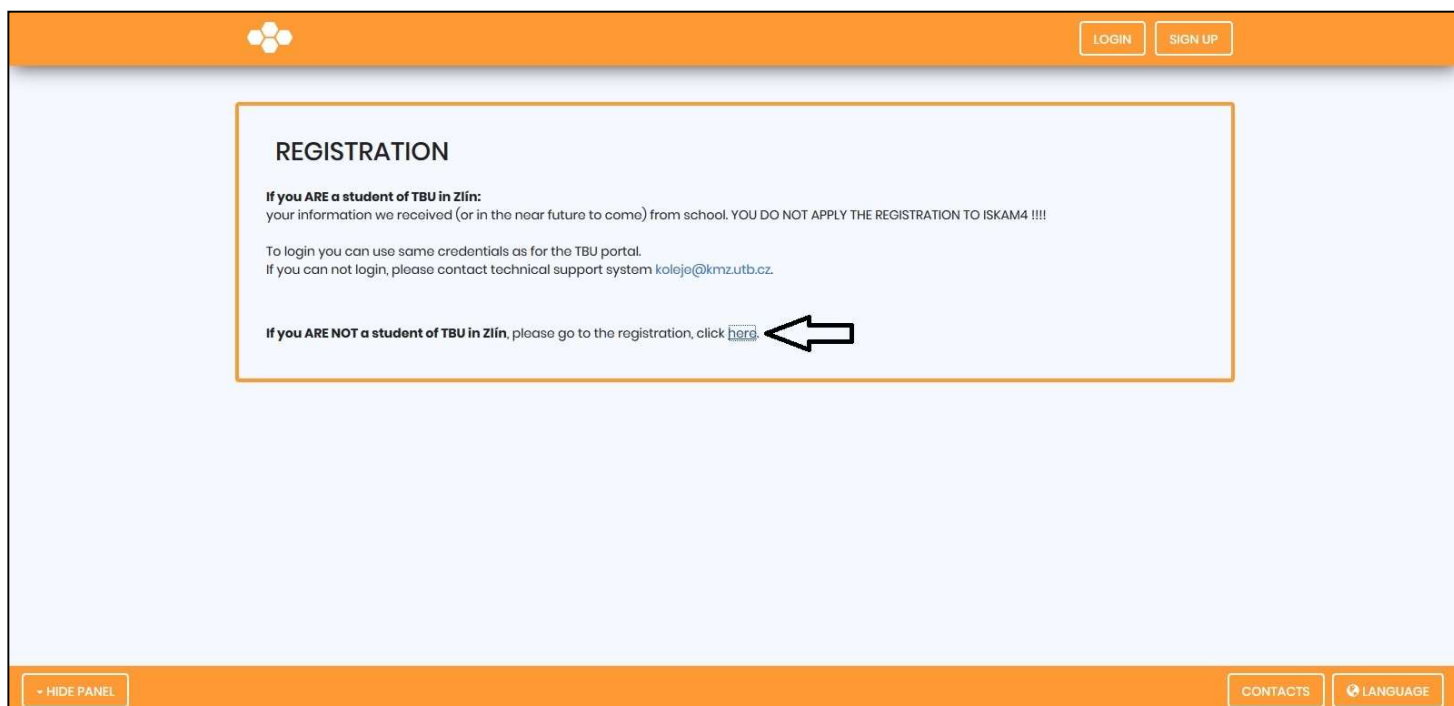 LOGIN
SIGN UP
REGISTRATION
If you ARE a student of TBU in Zlín:
your information we received (or in the near future to come) from school. YOU DO NOT APPLY THE REGISTRATION TO ISKAM4 !!!!
To login you can use same credentials as for the TBU portal.
If you can not login, please contact technical support system koleje@kmz.utb.cz.
If you ARE NOT a student of TBU in Zlín, please go to the registration, click here.
HIDE PANEL
CONTACTS
LANGUAGE